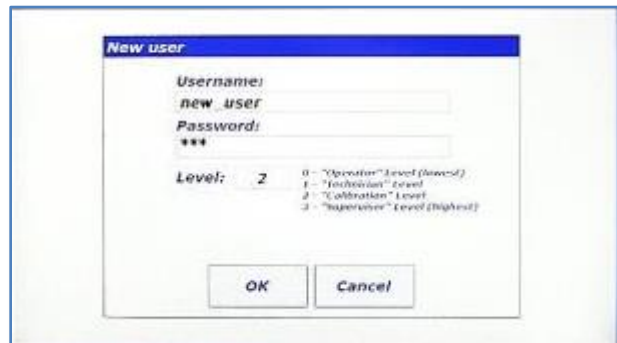 New user
Username:
new_user
Password:
***
Level: 2
0 - "Operator" Level (lowest)
1 - "Technician" Level
2 - "Calibration" Level
3 - "Supervisor" Level (highest)
OK Cancel